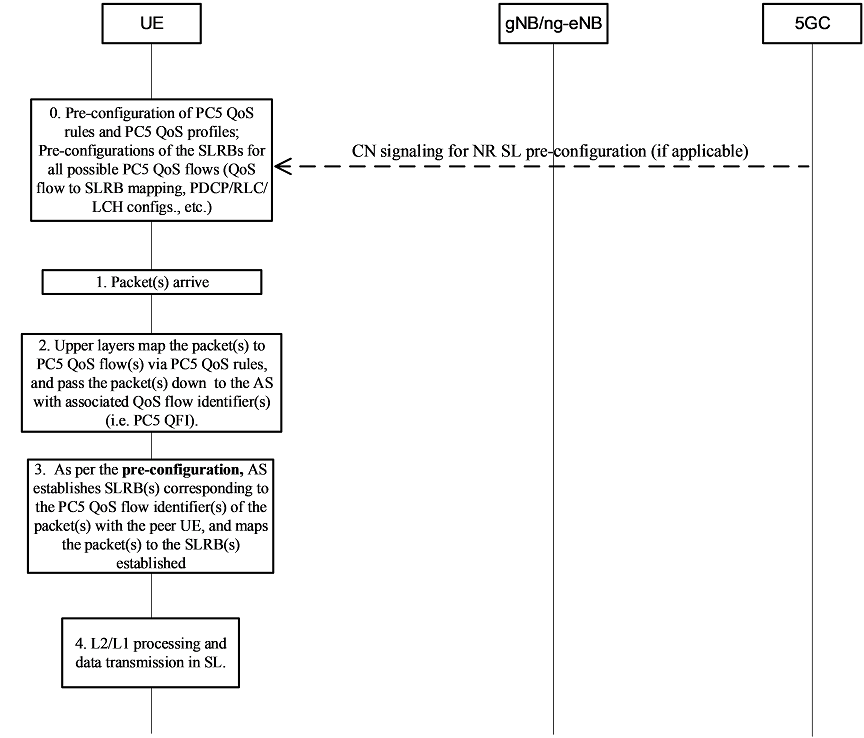 UE
gNB/ng-eNB
5GC
0. Pre-configuration of PC5 QoS
rules and PC5 QoS profiles;
Pre-configurations of the SLRBs for
all possible PC5 QoS flows (QoS
flow to SLRB mapping, PDCP/RLC/
LCH configs., etc.)
CN signaling for NR SL pre-configuration (if applicable)
1. Packet(s) arrive
2. Upper layers map the packet(s) to
PC5 QoS flow(s) via PC5 QoS rules,
and pass the packet(s) down to the AS
with associated QoS flow identifier(s)
(i.e. PC5 QFI).
3. As per the pre-configuration, AS
establishes SLRB(s) corresponding to
the PC5 QoS flow identifier(s) of the
packet(s) with the peer UE, and maps
the packet(s) to the SLRB(s)
established
4. L2/L1 processing and
data transmission in SL.